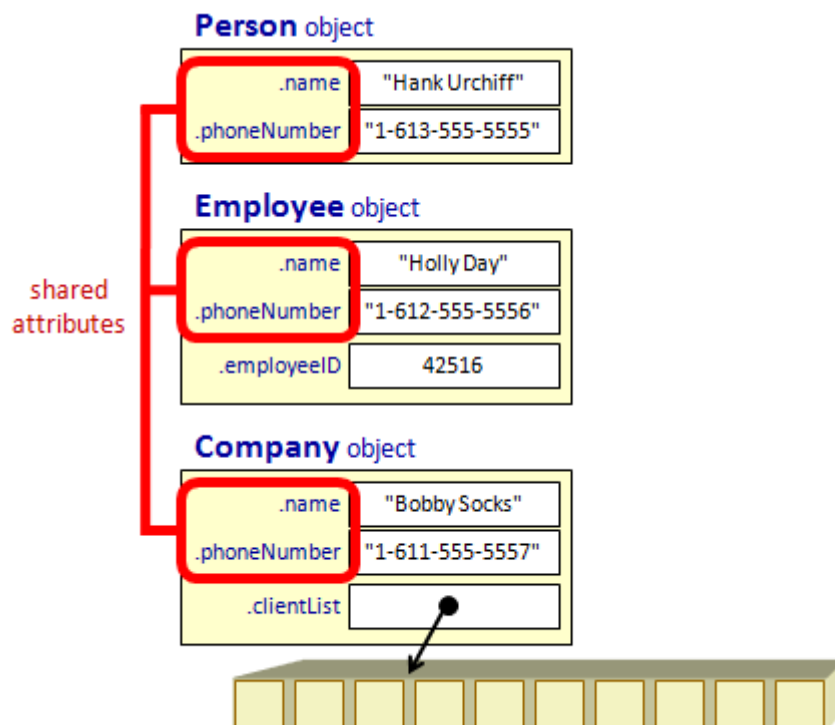 Person object
.name "Hank Urchiff"
.phoneNumber "1-613-555-5555"
Employee object
.name "Holly Day"
.phoneNumber "1-612-555-5556"
.employeeID 42516
shared
attributes
Company object
.name "Bobby Socks"
.phoneNumber "1-611-555-5557"
.clientList